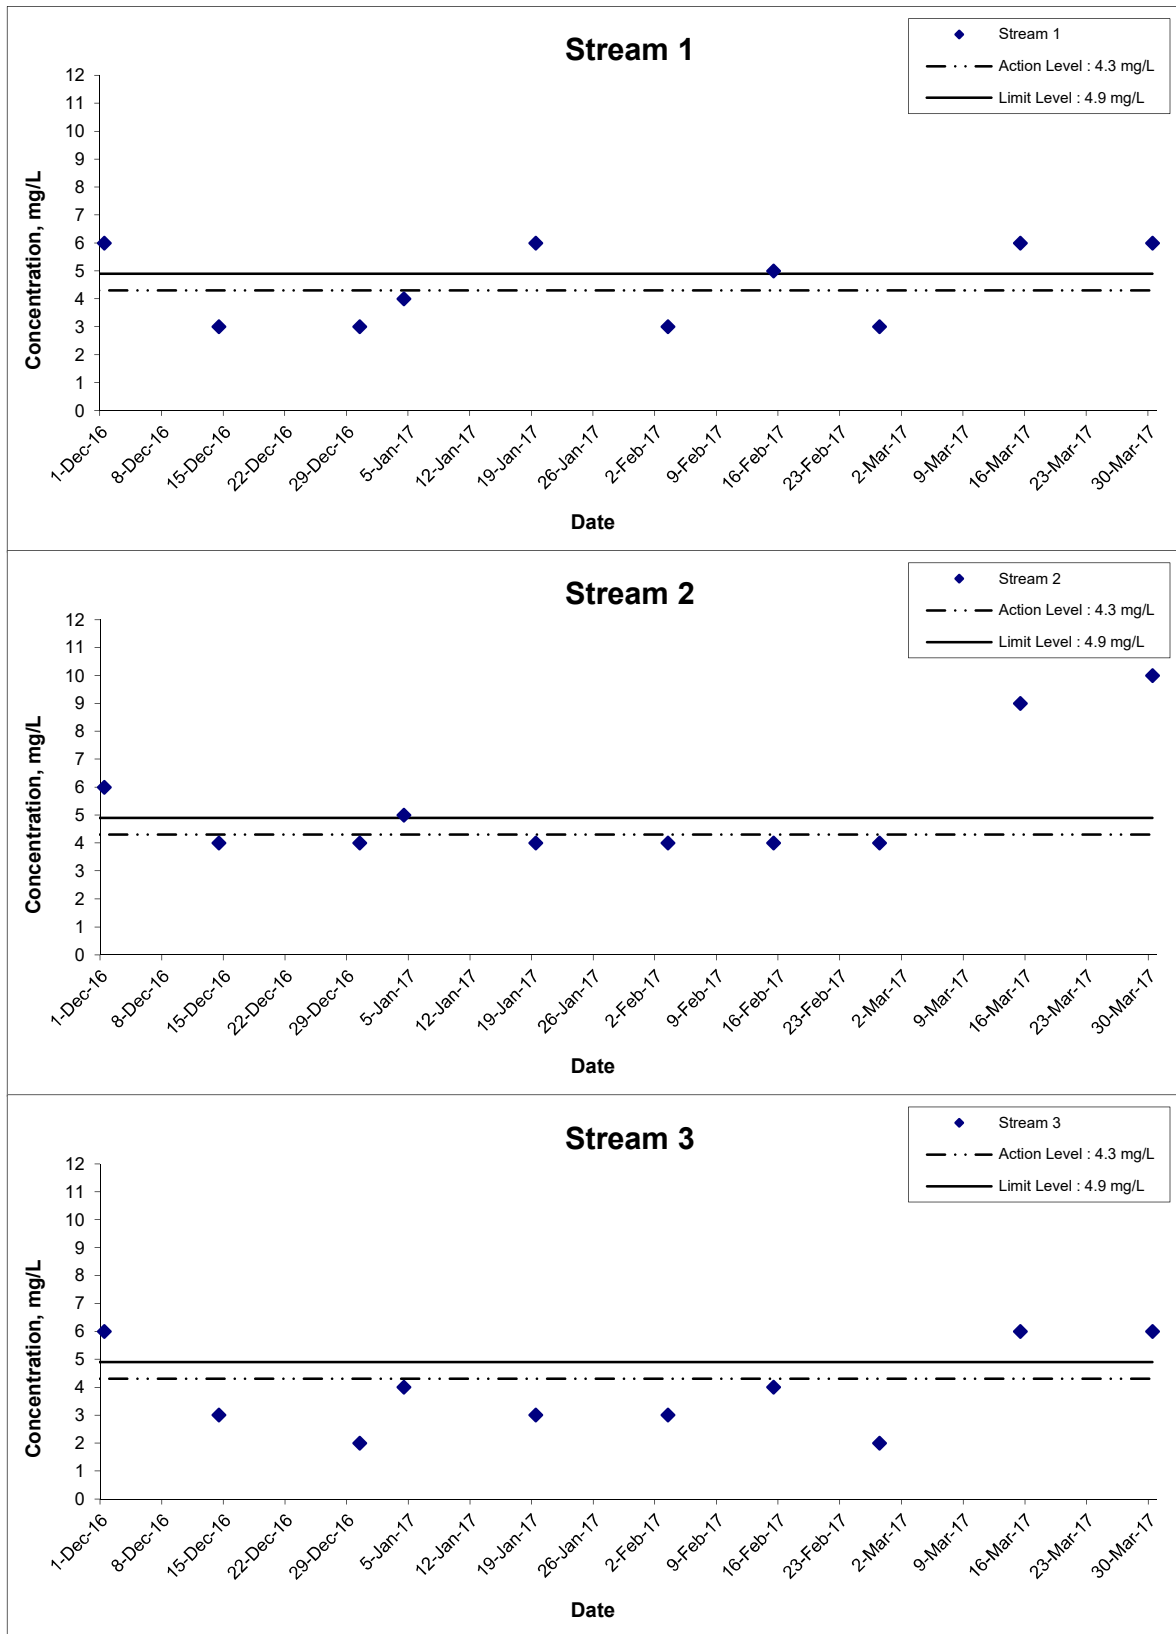 Stream 1
Stream 1
Action Level : 4.3 mg/L
Limit Level : 4.9 mg/L
Concentration, mg/L
12
11
10
9
8
7
6
5
4
3
2
1
0
1-Dec-16
8-Dec-16
15-Dec-16
22-Dec-16
29-Dec-16
5-Jan-17
12-Jan-17
19-Jan-17
26-Jan-17
2-Feb-17
9-Feb-17
16-Feb-17
23-Feb-17
2-Mar-17
9-Mar-17
16-Mar-17
23-Mar-17
30-Mar-17
Date
Stream 2
Stream 2
Action Level : 4.3 mg/L
Limit Level : 4.9 mg/L
Concentration, mg/L
12
11
10
9
8
7
6
5
4
3
2
1
0
1-Dec-16
8-Dec-16
15-Dec-16
22-Dec-16
29-Dec-16
5-Jan-17
12-Jan-17
19-Jan-17
26-Jan-17
2-Feb-17
9-Feb-17
16-Feb-17
23-Feb-17
2-Mar-17
9-Mar-17
16-Mar-17
23-Mar-17
30-Mar-17
Date
Stream 3
Stream 3
Action Level : 4.3 mg/L
Limit Level : 4.9 mg/L
Concentration, mg/L
12
11
10
9
8
7
6
5
4
3
2
1
0
1-Dec-16
8-Dec-16
15-Dec-16
22-Dec-16
29-Dec-16
5-Jan-17
12-Jan-17
19-Jan-17
26-Jan-17
2-Feb-17
9-Feb-17
16-Feb-17
23-Feb-17
2-Mar-17
9-Mar-17
16-Mar-17
23-Mar-17
30-Mar-17
Date